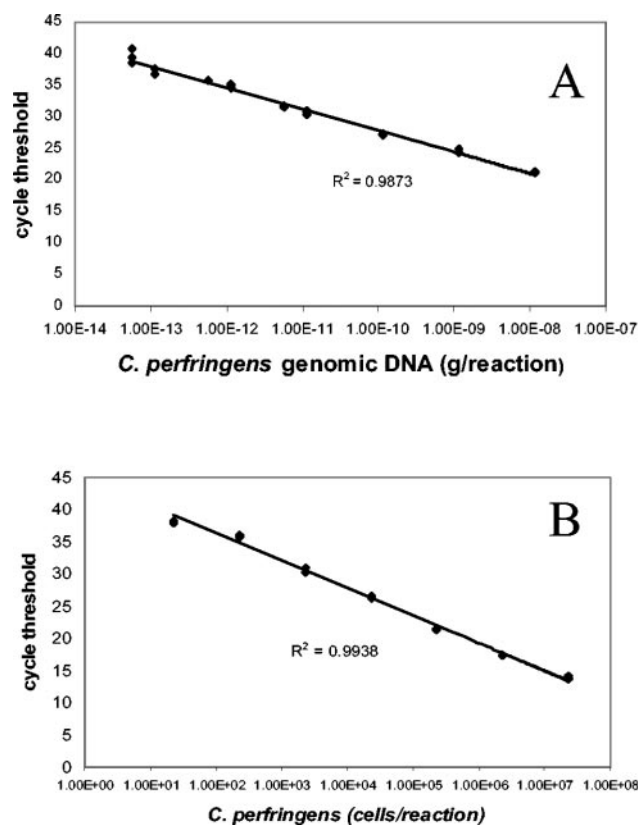 45
40
35
30
25
20
15
10
5
0
cycle threshold
A
R² = 0.9873
1.00E-14 1.00E-13 1.00E-12 1.00E-11 1.00E-10 1.00E-09 1.00E-08 1.00E-07
C. perfringens genomic DNA (g/reaction)
45
40
35
30
25
20
15
10
5
0
cycle threshold
B
R² = 0.9938
1.00E+00 1.00E+01 1.00E+02 1.00E+03 1.00E+04 1.00E+05 1.00E+06 1.00E+07 1.00E+08
C. perfringens (cells/reaction)